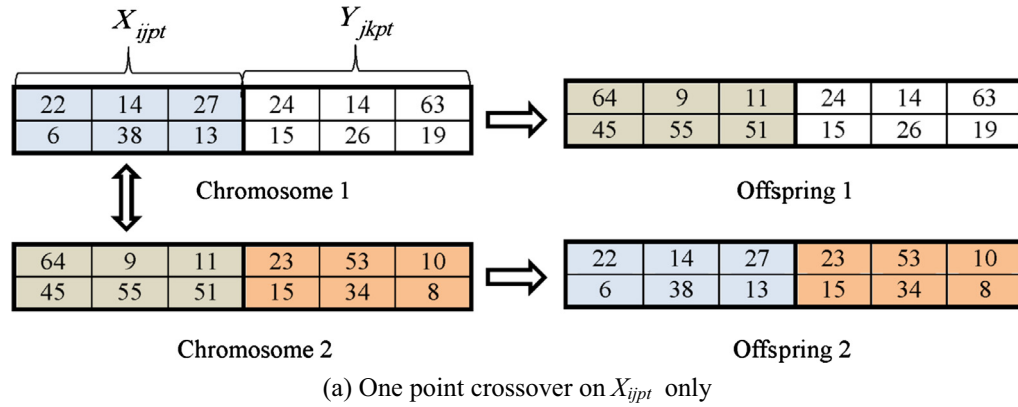 X_ijpt Y_jkpt
22 14 27 24 14 63 64 9 11 24 14 63
6 38 13 15 26 19 45 55 51 15 26 19
Chromosome 1 Offspring 1
64 9 11 23 53 10 22 14 27 23 53 10
45 55 51 15 34 8 6 38 13 15 34 8
Chromosome 2 Offspring 2
(a) One point crossover on X_ijpt only